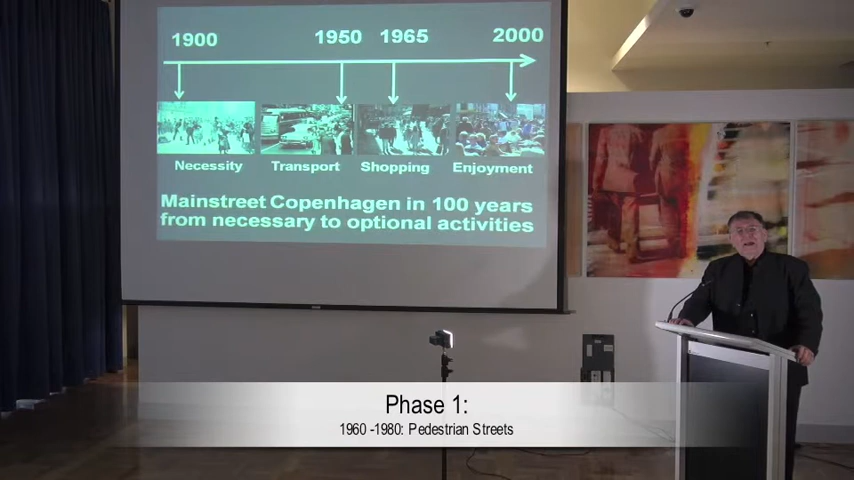 1900 1950 1965 2000
Necessity Transport Shopping Enjoyment
Mainstreet Copenhagen in 100 years
from necessary to optional activities
Phase 1:
1960 -1980: Pedestrian Streets